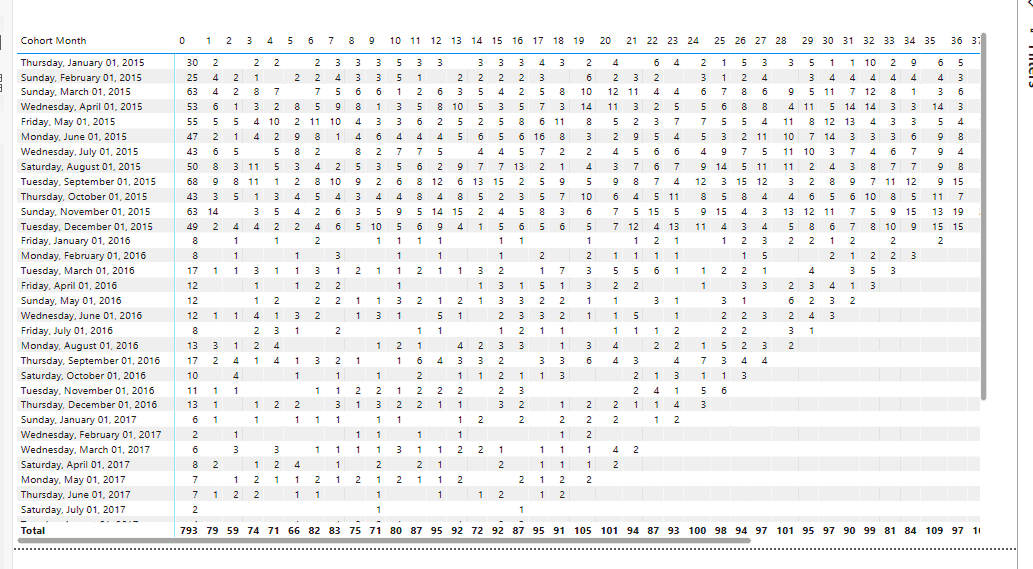 Cohort Month 0 1 2 3 4 5 6 7 8 9 10 11 12 13 14 15 16 17 18 19 20 21 22 23 24 25 26 27 28 29 30 31 32 33 34 35 36 37
Thursday, January 01, 2015 30 2 2 2 2 3 3 3 5 3 3 3 3 3 4 3 2 4 6 4 2 1 5 3 3 5 1 1 10 2 9 6 5
Sunday, February 01, 2015 25 4 2 1 2 2 4 3 3 5 1 2 2 2 2 3 6 2 3 2 3 1 2 4 3 4 4 4 4 4 4 3
Sunday, March 01, 2015 63 4 2 8 7 7 5 6 6 1 2 6 3 5 4 2 5 8 10 12 11 4 4 6 7 8 6 9 5 11 7 12 8 1 3 6
Wednesday, April 01, 2015 53 6 1 3 2 8 5 9 8 1 3 5 8 10 5 3 5 7 3 14 11 3 2 5 5 6 8 8 4 11 5 14 14 3 3 14 3
Friday, May 01, 2015 55 5 5 4 10 2 11 10 4 3 3 6 2 5 2 5 8 6 11 8 5 2 3 7 7 5 5 4 11 8 12 13 4 3 3 5 4
Monday, June 01, 2015 47 2 1 4 2 9 8 1 4 6 4 4 4 5 6 5 6 16 8 3 2 9 5 4 5 3 2 11 10 7 14 3 3 3 6 9 8
Wednesday, July 01, 2015 43 6 5 5 8 2 8 2 7 7 5 4 4 5 7 2 2 4 5 6 6 4 9 7 5 11 10 3 7 4 6 7 9 4
Saturday, August 01, 2015 50 8 3 11 5 3 4 2 5 3 5 6 2 9 7 7 13 2 1 4 3 7 6 7 9 14 5 11 11 2 4 3 8 7 7 9 8
Tuesday, September 01, 2015 68 9 8 11 1 2 8 10 9 2 6 8 12 6 13 15 2 5 9 5 9 8 7 4 12 3 15 12 3 2 8 9 7 11 12 9 15
Thursday, October 01, 2015 43 3 5 1 3 4 5 4 3 4 4 8 4 8 5 2 3 5 7 10 6 4 5 11 8 5 8 4 4 6 5 6 10 8 5 11 7
Sunday, November 01, 2015 63 14 3 5 4 2 6 3 5 9 5 14 15 2 4 5 8 3 6 7 5 15 5 9 15 4 3 13 12 11 7 5 9 15 13 19
Tuesday, December 01, 2015 49 2 4 4 2 2 4 6 5 10 5 6 9 4 1 5 6 5 6 5 7 12 4 13 11 4 3 4 5 8 6 7 8 10 9 15 15
Friday, January 01, 2016 8 1 1 2 1 1 1 1 1 1 1 1 2 1 1 2 3 2 2 1 2 2 2
Monday, February 01, 2016 8 1 1 3 1 1 1 2 2 1 1 1 1 1 5 2 1 2 2 3
Tuesday, March 01, 2016 17 1 1 3 1 1 3 1 2 1 1 2 1 1 3 2 1 7 3 5 5 6 1 1 2 2 1 4 3 5 3
Friday, April 01, 2016 12 1 1 2 2 1 1 3 1 5 1 3 2 2 1 3 3 2 3 4 1 3
Sunday, May 01, 2016 12 1 2 2 2 1 1 3 2 1 2 1 3 3 2 2 1 1 3 1 3 1 6 2 3 2
Wednesday, June 01, 2016 12 1 1 4 1 3 2 1 3 1 5 1 2 3 3 2 1 1 5 1 2 2 3 2 4 3
Friday, July 01, 2016 8 2 3 1 2 1 1 1 2 1 1 1 1 1 2 2 2 3 1
Monday, August 01, 2016 13 3 1 2 4 1 2 1 4 2 3 3 1 3 4 2 2 1 5 2 3 2
Thursday, September 01, 2016 17 2 4 1 4 1 3 2 1 1 6 4 3 3 2 3 3 6 4 3 4 7 3 4 4
Saturday, October 01, 2016 10 4 1 1 1 2 1 1 2 1 1 3 2 1 3 1 1 3
Tuesday, November 01, 2016 11 1 1 1 1 2 2 1 2 2 2 2 3 2 4 1 5 6
Thursday, December 01, 2016 13 1 1 2 2 3 1 3 2 2 1 1 3 2 1 2 2 1 1 4 3
Sunday, January 01, 2017 6 1 1 1 1 1 1 1 1 2 2 2 2 2 1 2
Wednesday, February 01, 2017 2 1 1 1 1 1 1 2
Wednesday, March 01, 2017 6 3 3 1 1 1 1 3 1 1 2 2 1 1 1 1 4 2
Saturday, April 01, 2017 8 2 1 2 4 1 2 2 1 2 1 1 1 2
Monday, May 01, 2017 7 1 2 1 1 2 1 2 1 2 1 1 2 2 1 2 2
Thursday, June 01, 2017 7 1 2 2 1 1 1 1 1 2 1 2
Saturday, July 01, 2017 2 1 1
Total 793 79 59 74 71 66 82 83 75 71 80 87 95 92 72 92 87 95 91 105 101 94 87 93 100 98 94 97 101 95 97 90 99 81 84 109 97